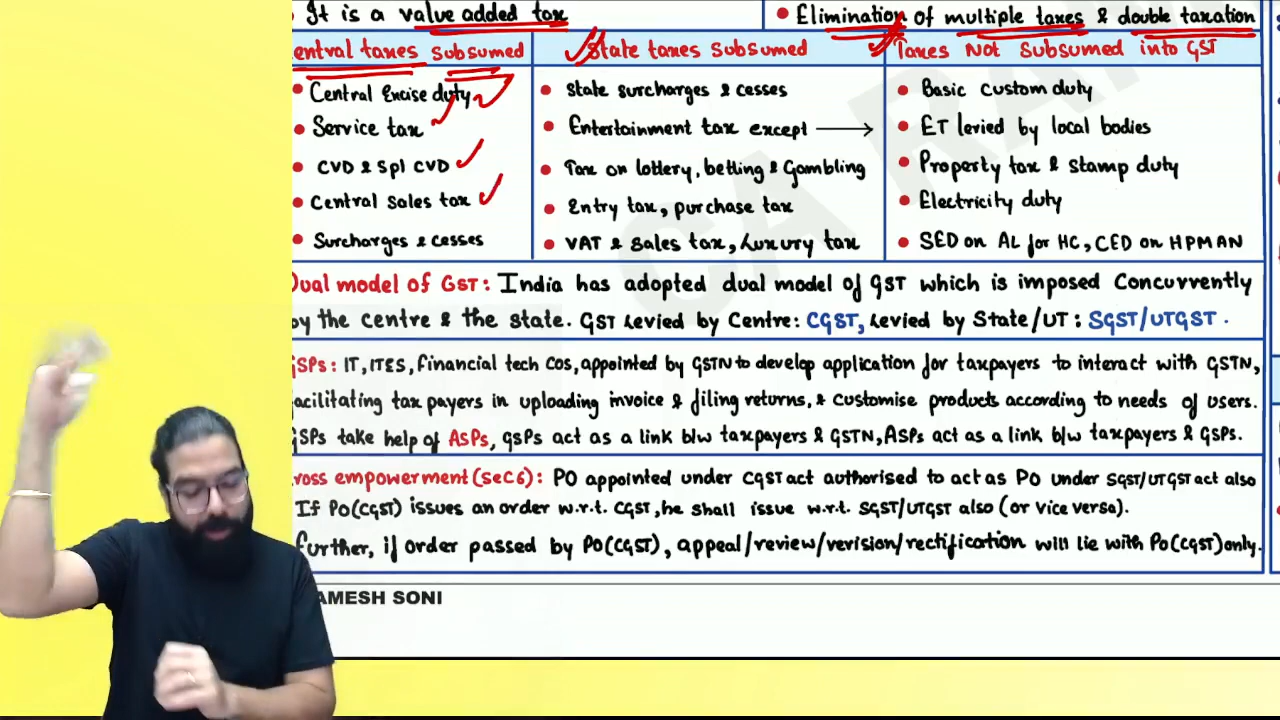 It is a value added tax
Elimination of multiple taxes & double taxation
entral taxes subsumed
State taxes subsumed
Taxes Not Subsumed into GST
Central Excise duty
State surcharges & cesses
Basic custom duty
Service tax
Entertainment tax except →
ET levied by local bodies
CVD & Spl CVD
Tax on lottery, betting & Gambling
Property tax & stamp duty
Central Sales tax
Entry tax, purchase tax
Electricity duty
Surcharges & cesses
VAT & Sales tax, Luxury tax
SED on AL for HC, CED on HPMAN
Dual model of GST: India has adopted dual model of GST which is imposed Concurrently
by the centre & the state. GST Levied by Centre: CGST, Levied by State/UT: SGST/UTGST.
GSPs: IT, ITES, financial tech Cos, appointed by GSTN to develop application for taxpayers to interact with GSTN,
acilitating tax payers in uploading invoice & filing returns, & customise products according to needs of users.
GSPs take help of ASPs, GSPs act as a link b/w taxpayers & GSTN, ASPs act as a link b/w taxpayers & GSPs.
ross empowerment (sec 6): PO appointed under CGST act authorised to act as PO under SGST/UTGST act also
If PO(CGST) issues an order w.r.t. CGST, he shall issue w.r.t. SGST/UTGST also (or vice versa).
further, if order passed by PO(CGST), appeal/review/revision/rectification will lie with PO(CGST) only.
AMESH SONI
CA RAM